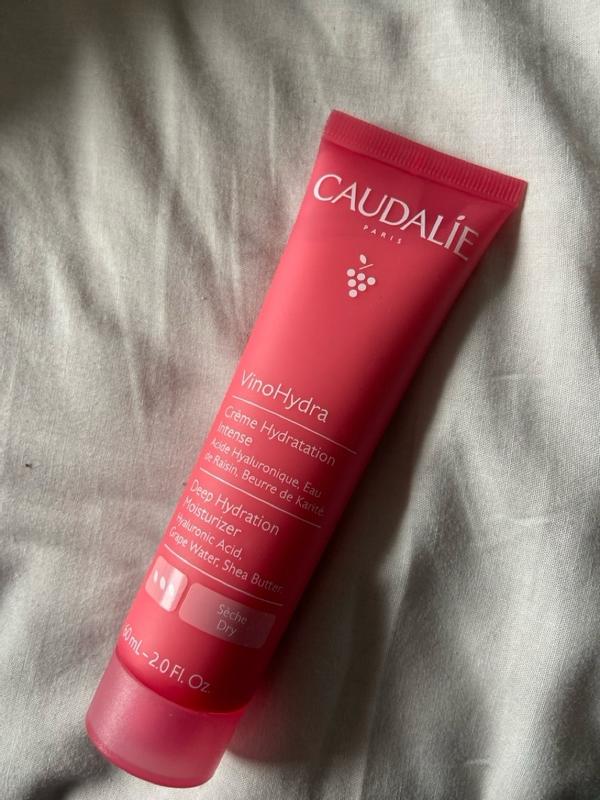 CAUDALÍE
PARIS
VinoHydra
Crème Hydratation
Intense
Acide Hyaluronique, Eau
de Raisin, Beurre de Karité
Deep Hydration
Moisturizer
Hyaluronic Acid,
Grape Water, Shea Butter
Sèche
Dry
60 mL - 2.0 Fl. Oz.